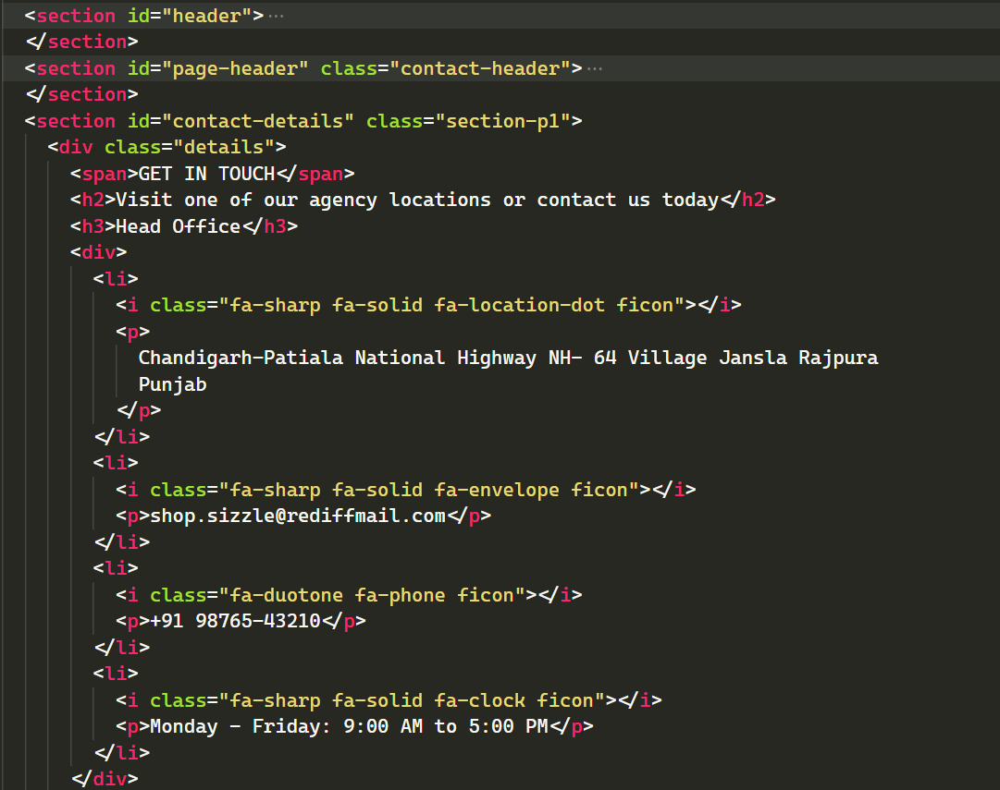 <section id="header">···
</section>
<section id="page-header" class="contact-header">···
</section>
<section id="contact-details" class="section-p1">
<div class="details">
<span>GET IN TOUCH</span>
<h2>Visit one of our agency locations or contact us today</h2>
<h3>Head Office</h3>
<div>
<li>
<i class="fa-sharp fa-solid fa-location-dot ficon"></i>
<p>
Chandigarh-Patiala National Highway NH- 64 Village Jansla Rajpura
Punjab
</p>
</li>
<li>
<i class="fa-sharp fa-solid fa-envelope ficon"></i>
<p>shop.sizzle@rediffmail.com</p>
</li>
<li>
<i class="fa-duotone fa-phone ficon"></i>
<p>+91 98765-43210</p>
</li>
<li>
<i class="fa-sharp fa-solid fa-clock ficon"></i>
<p>Monday - Friday: 9:00 AM to 5:00 PM</p>
</li>
</div>